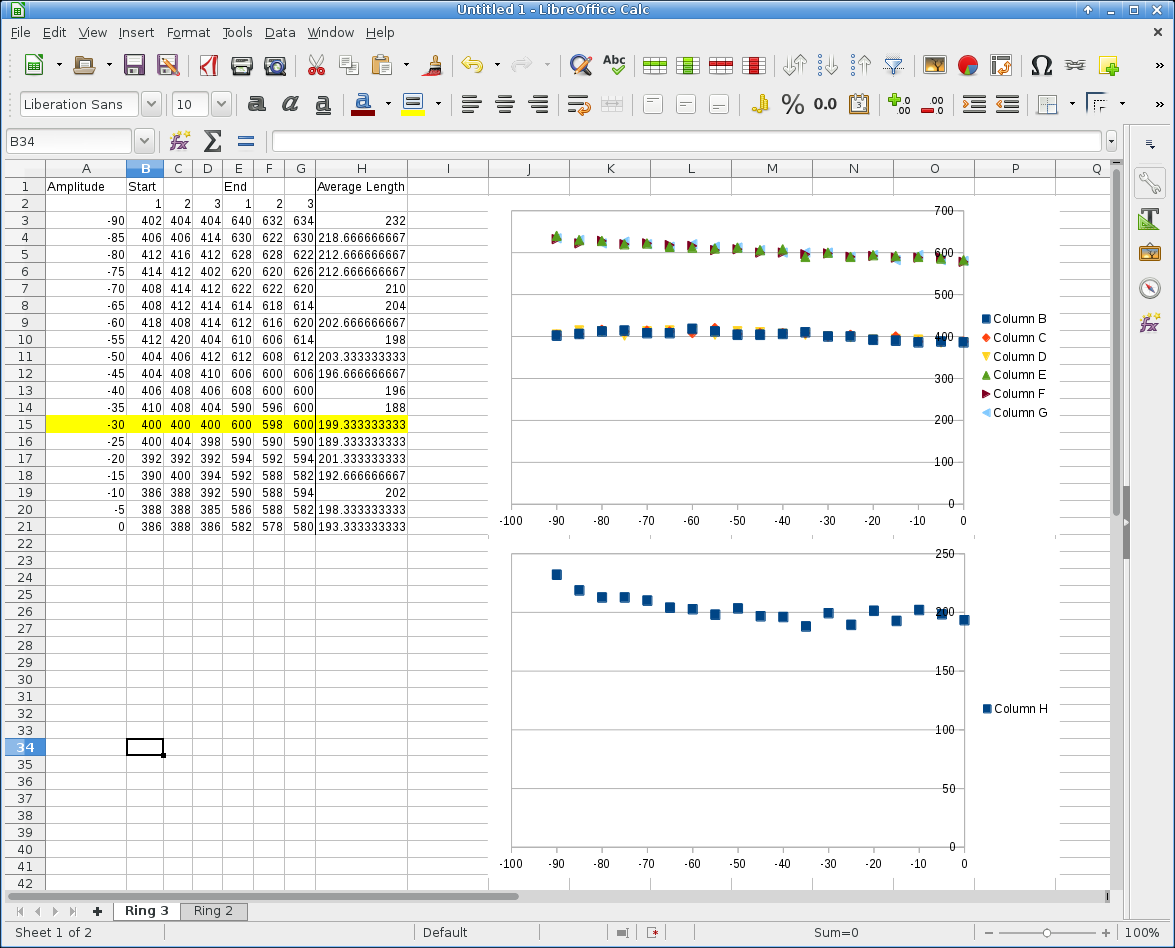 Untitled 1 - LibreOffice Calc
File Edit View Insert Format Tools Data Window Help
Liberation Sans 10
B34
A B C D E F G H I J K L M N O P Q
1 Amplitude Start End Average Length
2 1 2 3 1 2 3
3 -90 402 404 404 640 632 634 232
4 -85 406 406 414 630 622 630 218.666666667
5 -80 412 416 412 628 628 622 212.666666667
6 -75 414 412 402 620 620 626 212.666666667
7 -70 408 414 412 622 622 620 210
8 -65 408 412 414 614 618 614 204
9 -60 418 408 414 612 616 620 202.666666667
10 -55 412 420 404 610 606 614 198
11 -50 404 406 412 612 608 612 203.333333333
12 -45 404 408 410 606 600 606 196.666666667
13 -40 406 408 406 608 600 600 196
14 -35 410 408 404 590 596 600 188
15 -30 400 400 400 600 598 600 199.333333333
16 -25 400 404 398 590 590 590 189.333333333
17 -20 392 392 392 594 592 594 201.333333333
18 -15 390 400 394 592 588 582 192.666666667
19 -10 386 388 392 590 588 594 202
20 -5 388 388 385 586 588 582 198.333333333
21 0 386 388 386 582 578 580 193.333333333
22
23
24
25
26
27
28
29
30
31
32
33
34
35
36
37
38
39
40
41
42
700
600
500
400
300
200
100
0
-100 -90 -80 -70 -60 -50 -40 -30 -20 -10 0
Column B
Column C
Column D
Column E
Column F
Column G
250
200
150
100
50
0
-100 -90 -80 -70 -60 -50 -40 -30 -20 -10 0
Column H
Ring 3 Ring 2
Sheet 1 of 2 Default Sum=0 100%